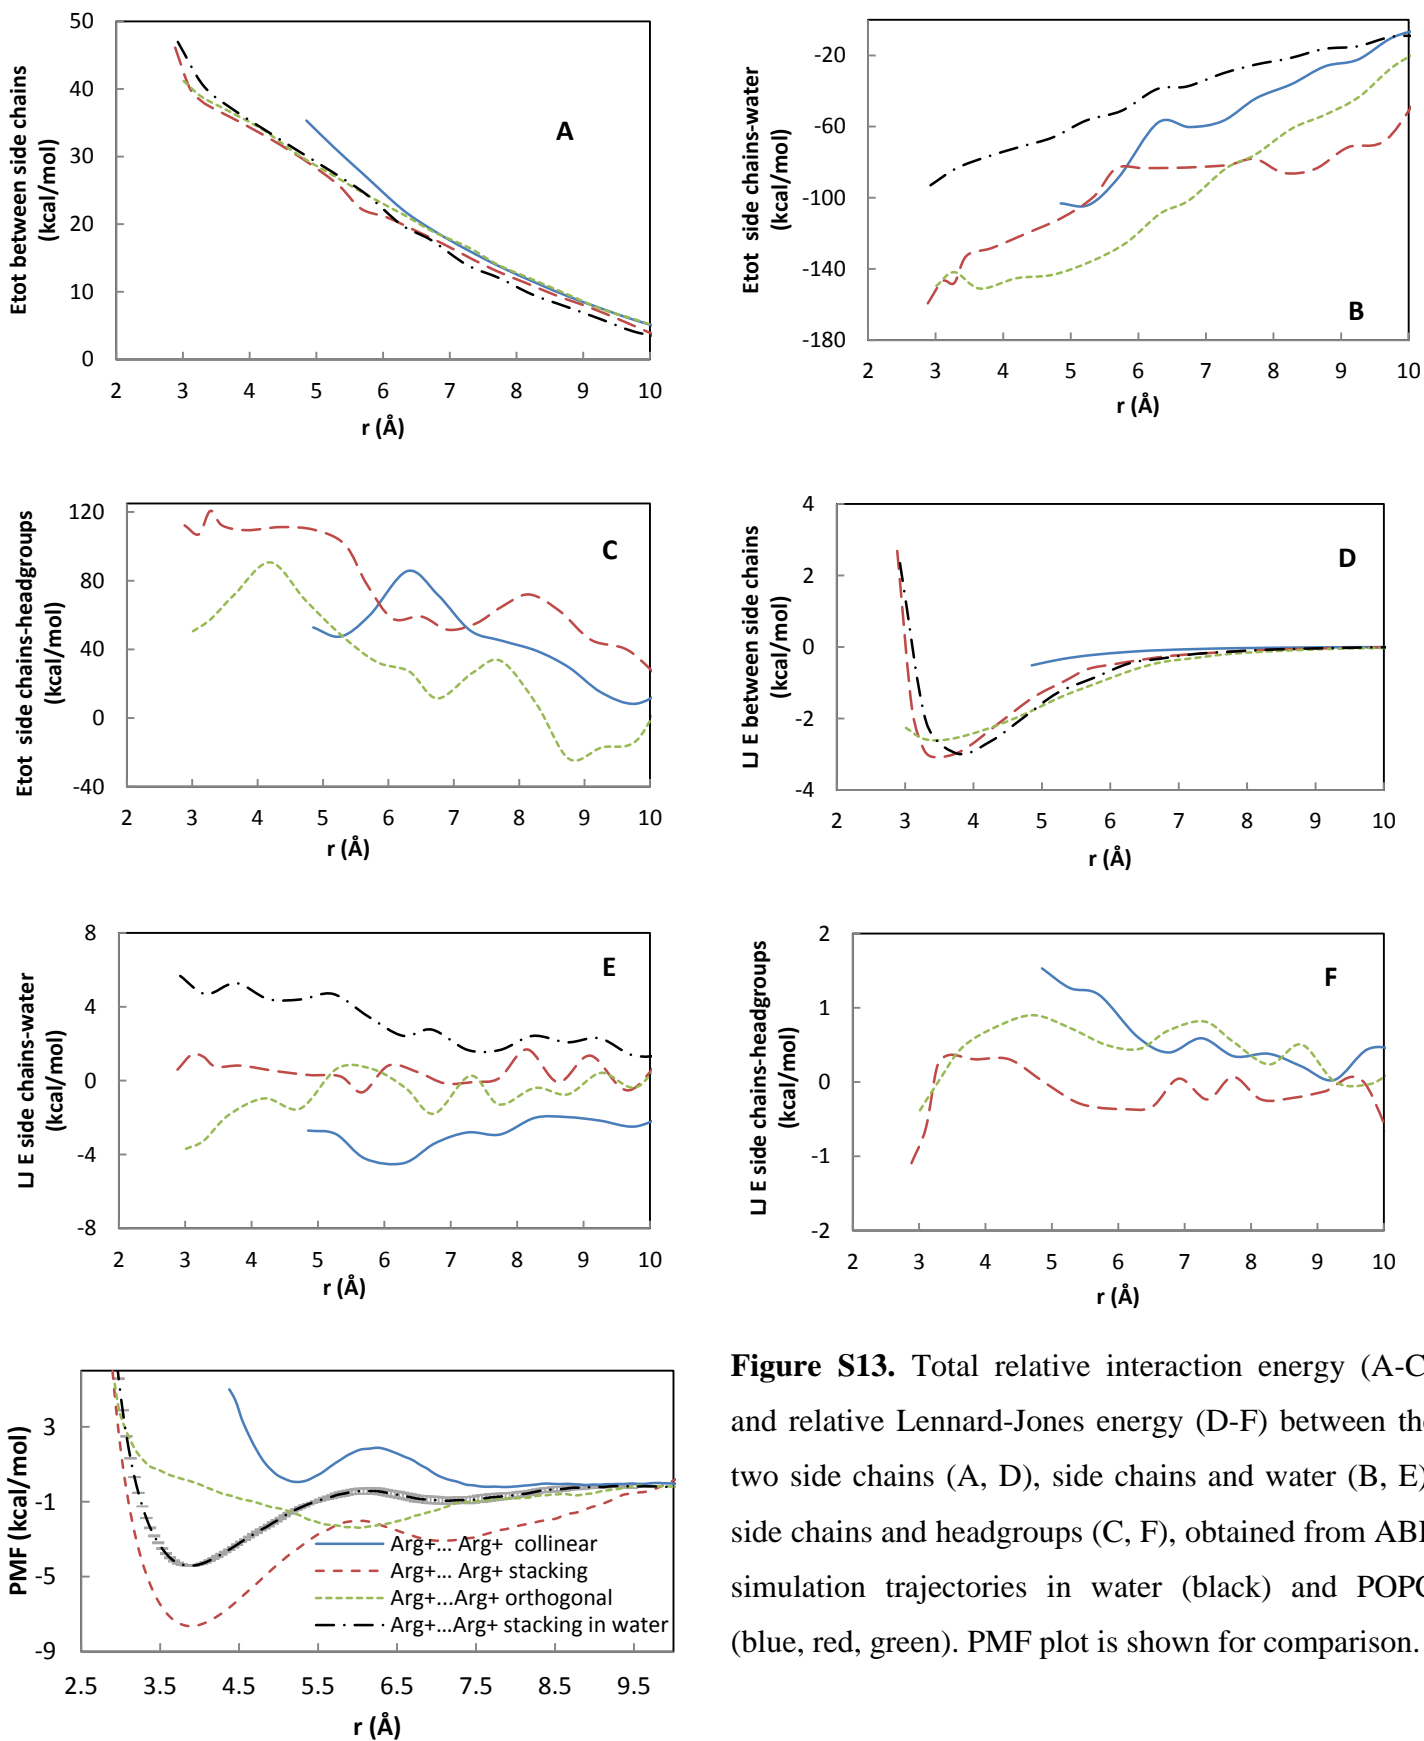 Etot between side chains
(kcal/mol)
50
40
30
20
10
0
A
2 3 4 5 6 7 8 9 10
r (Å)
Etot side chains-water
(kcal/mol)
-20
-60
-100
-140
-180
B
2 3 4 5 6 7 8 9 10
r (Å)
Etot side chains-headgroups
(kcal/mol)
120
80
40
0
-40
C
2 3 4 5 6 7 8 9 10
r (Å)
LJ E between side chains
(kcal/mol)
4
2
0
-2
-4
D
2 3 4 5 6 7 8 9 10
r (Å)
LJ E side chains-water
(kcal/mol)
8
4
0
-4
-8
E
2 3 4 5 6 7 8 9 10
r (Å)
LJ E side chains-headgroups
(kcal/mol)
2
1
0
-1
-2
F
2 3 4 5 6 7 8 9 10
r (Å)
PMF (kcal/mol)
3
-1
-5
-9
Arg+... Arg+ collinear
Arg+... Arg+ stacking
Arg+...Arg+ orthogonal
Arg+...Arg+ stacking in water
2.5 3.5 4.5 5.5 6.5 7.5 8.5 9.5
r (Å)
Figure S13. Total relative interaction energy (A-C)
and relative Lennard-Jones energy (D-F) between the
two side chains (A, D), side chains and water (B, E)
side chains and headgroups (C, F), obtained from
simulation trajectories in water (black) and
(blue, red, green). PMF plot is shown for comparison.